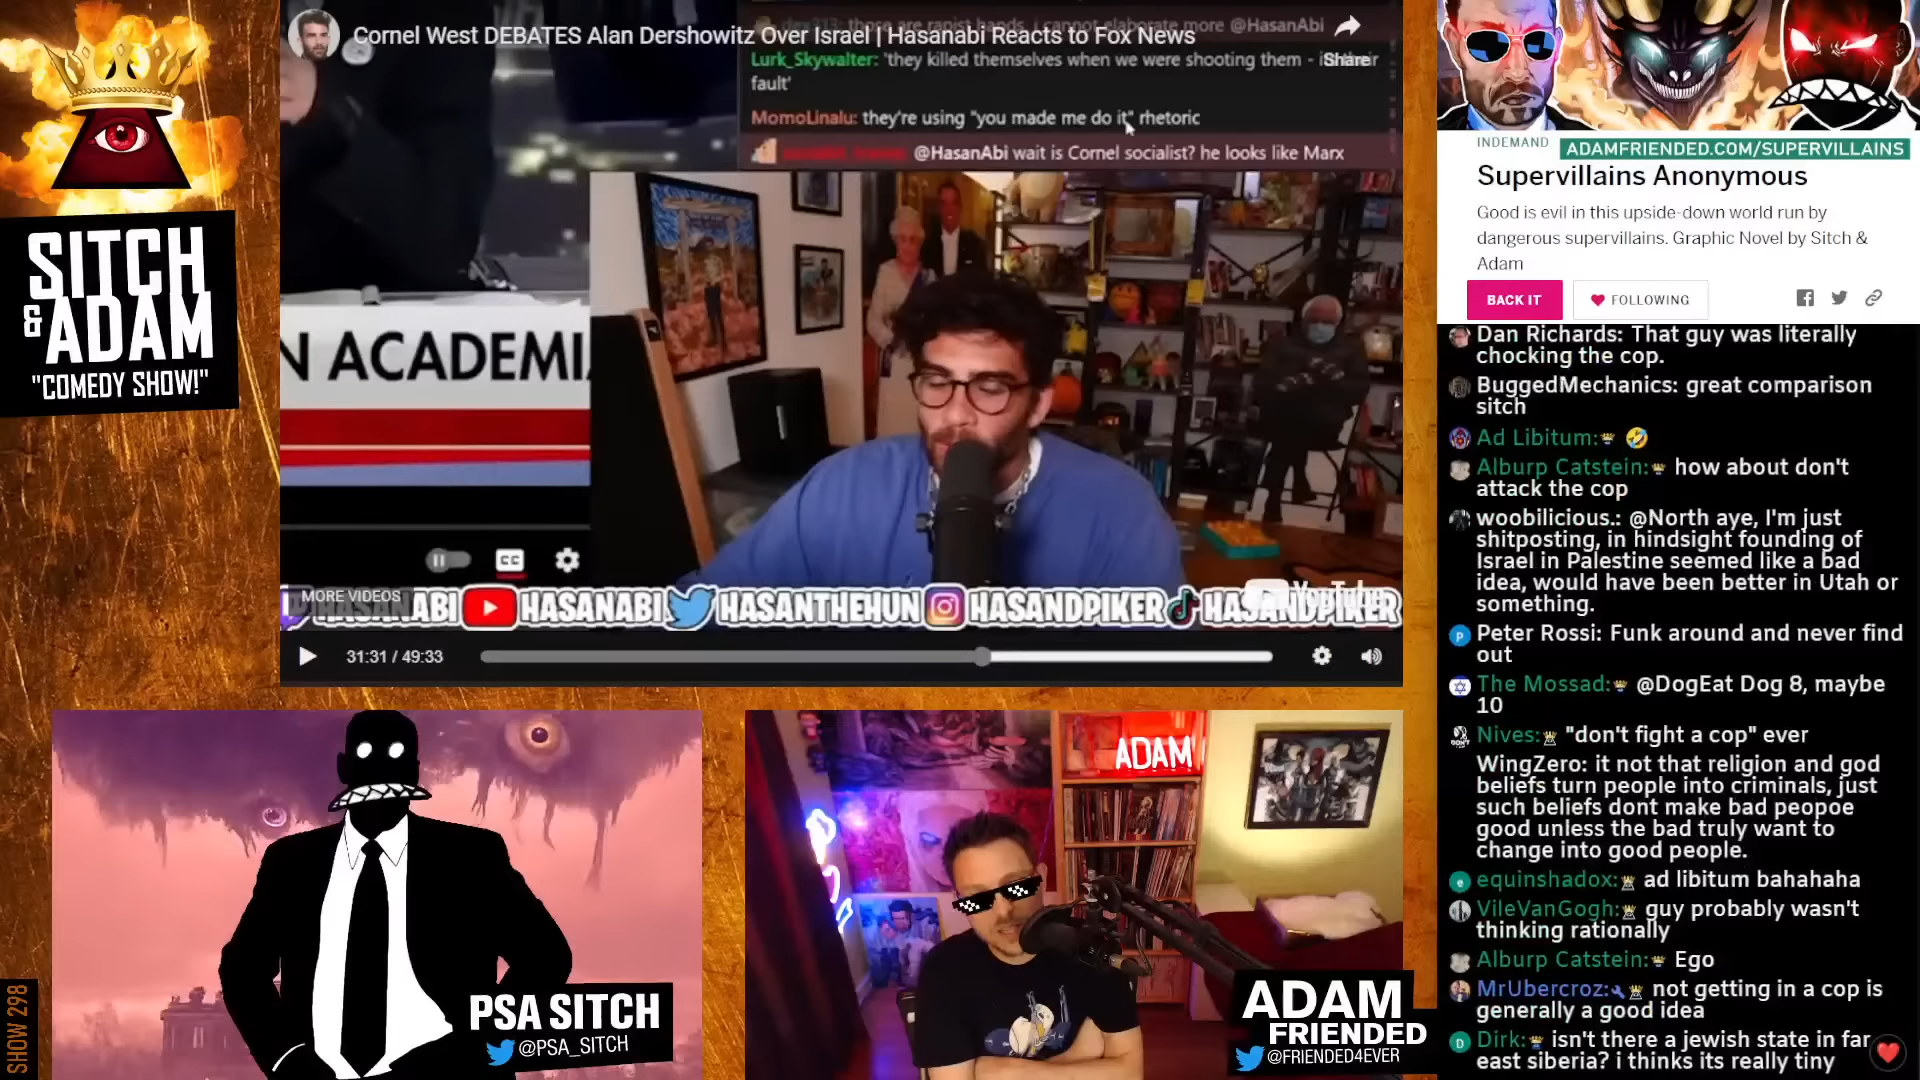 SITCH
& ADAM
"COMEDY SHOW!"
Cornel West DEBATES Alan Dershowitz Over Israel | Hasanabi Reacts to Fox News
those are rapist hands, i cannot elaborate more @HasanAbi
Share
Lurk_Skywalter: 'they killed themselves when we were shooting them -
fault'
MomoLinalu: they're using "you made me do it" rhetoric
@HasanAbi wait is Cornel socialist? he looks like Marx
N ACADEMI
CC
MORE VIDEOS
HASANABI HASANTHEHUN HASANDPIKER HASANDPIKER
YouTube
31:31 / 49:33
ADAM
PSA SITCH
@PSA_SITCH
ADAM
FRIENDED
@FRIENDED4EVER
SHOW 298
INDEMAND
ADAMFRIENDED.COM/SUPERVILLAINS
Supervillains Anonymous
Good is evil in this upside-down world run by
dangerous supervillains. Graphic Novel by Sitch &
Adam
BACK IT
FOLLOWING
Dan Richards: That guy was literally
chocking the cop.
BuggedMechanics: great comparison
sitch
Ad Libitum:
Alburp Catstein: how about don't
attack the cop
woobilicious.: @North aye, I'm just
shitposting, in hindsight founding of
Israel in Palestine seemed like a bad
idea, would have been better in Utah or
something.
P
Peter Rossi: Funk around and never find
out
The Mossad: @DogEat Dog 8, maybe
10
Nives: "don't fight a cop" ever
WingZero: it not that religion and god
beliefs turn people into criminals, just
such beliefs dont make bad peopoe
good unless the bad truly want to
change into good people.
e
equinshadox: ad libitum bahahaha
VileVanGogh: guy probably wasn't
thinking rationally
Alburp Catstein: Ego
MrUbercroz: not getting in a cop is
generally a good idea
D
Dirk: isn't there a jewish state in far
east siberia? i thinks its really tiny